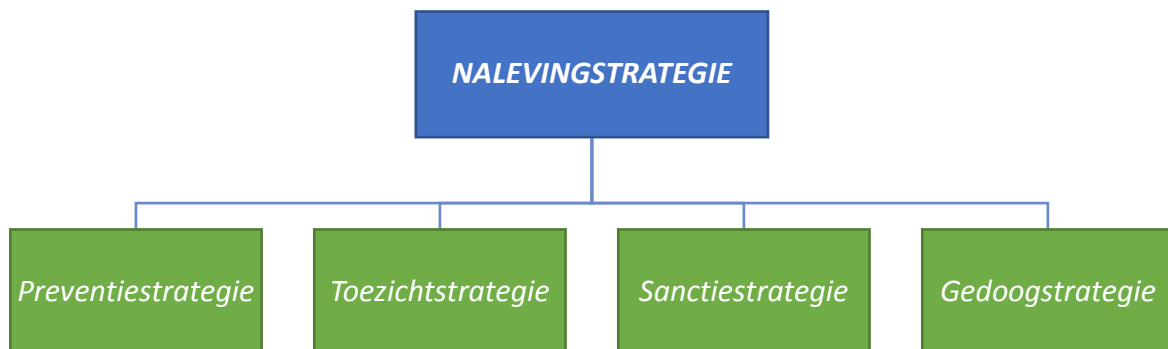 NALEVINGSTRATEGIE
Preventiestrategie
Toezichtstrategie
Sanctiestrategie
Gedoogstrategie